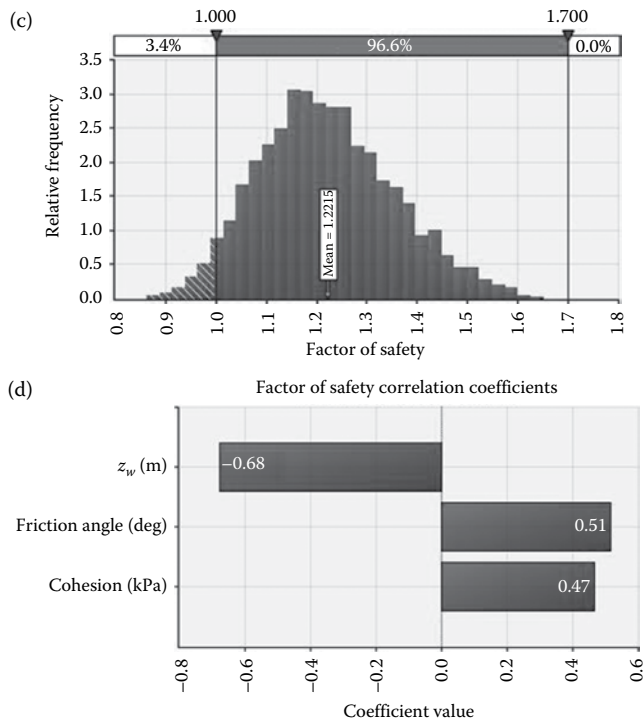 (c)
1.000 1.700
3.4% 96.6% 0.0%
3.5
3.0
2.5
2.0
1.5
1.0
0.5
0.0
Relative frequency
Mean = 1.2215
0.8 0.9 1.0 1.1 1.2 1.3 1.4 1.5 1.6 1.7 1.8
Factor of safety
(d)
Factor of safety correlation coefficients
z_w (m) −0.68
Friction angle (deg) 0.51
Cohesion (kPa) 0.47
−0.8 −0.6 −0.4 −0.2 0.0 0.2 0.4 0.6
Coefficient value